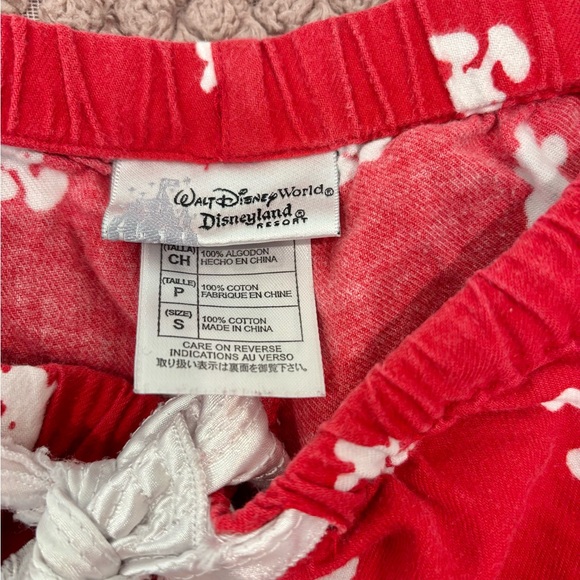 Walt Disney World®
Disneyland®
RESORT
(TALLA) CH 100% ALGODON
HECHO EN CHINA
(TAILLE) P 100% COTON
FABRIQUE EN CHINE
(SIZE) S 100% COTTON
MADE IN CHINA
CARE ON REVERSE
INDICATIONS AU VERSO
取り扱い表示は裏面を御覧下さい。